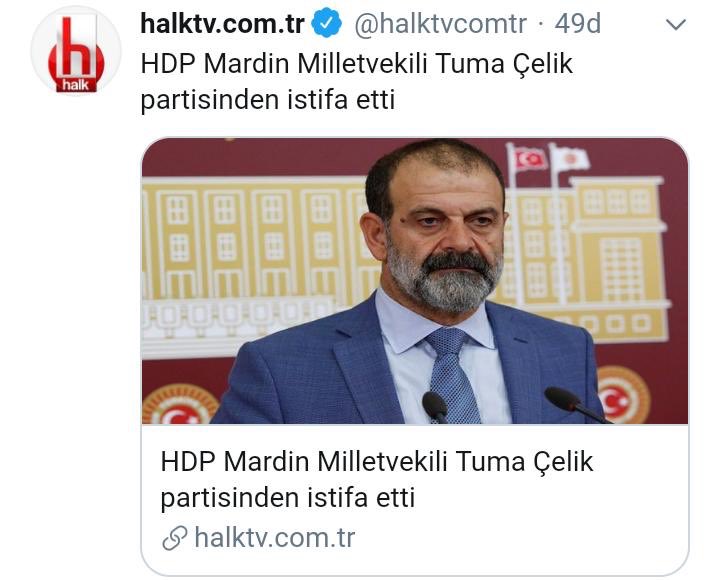 halktv.com.tr @halktvcomtr · 49d
HDP Mardin Milletvekili Tuma Çelik
partisinden istifa etti
h
halk
HDP Mardin Milletvekili Tuma Çelik
partisinden istifa etti
halktv.com.tr